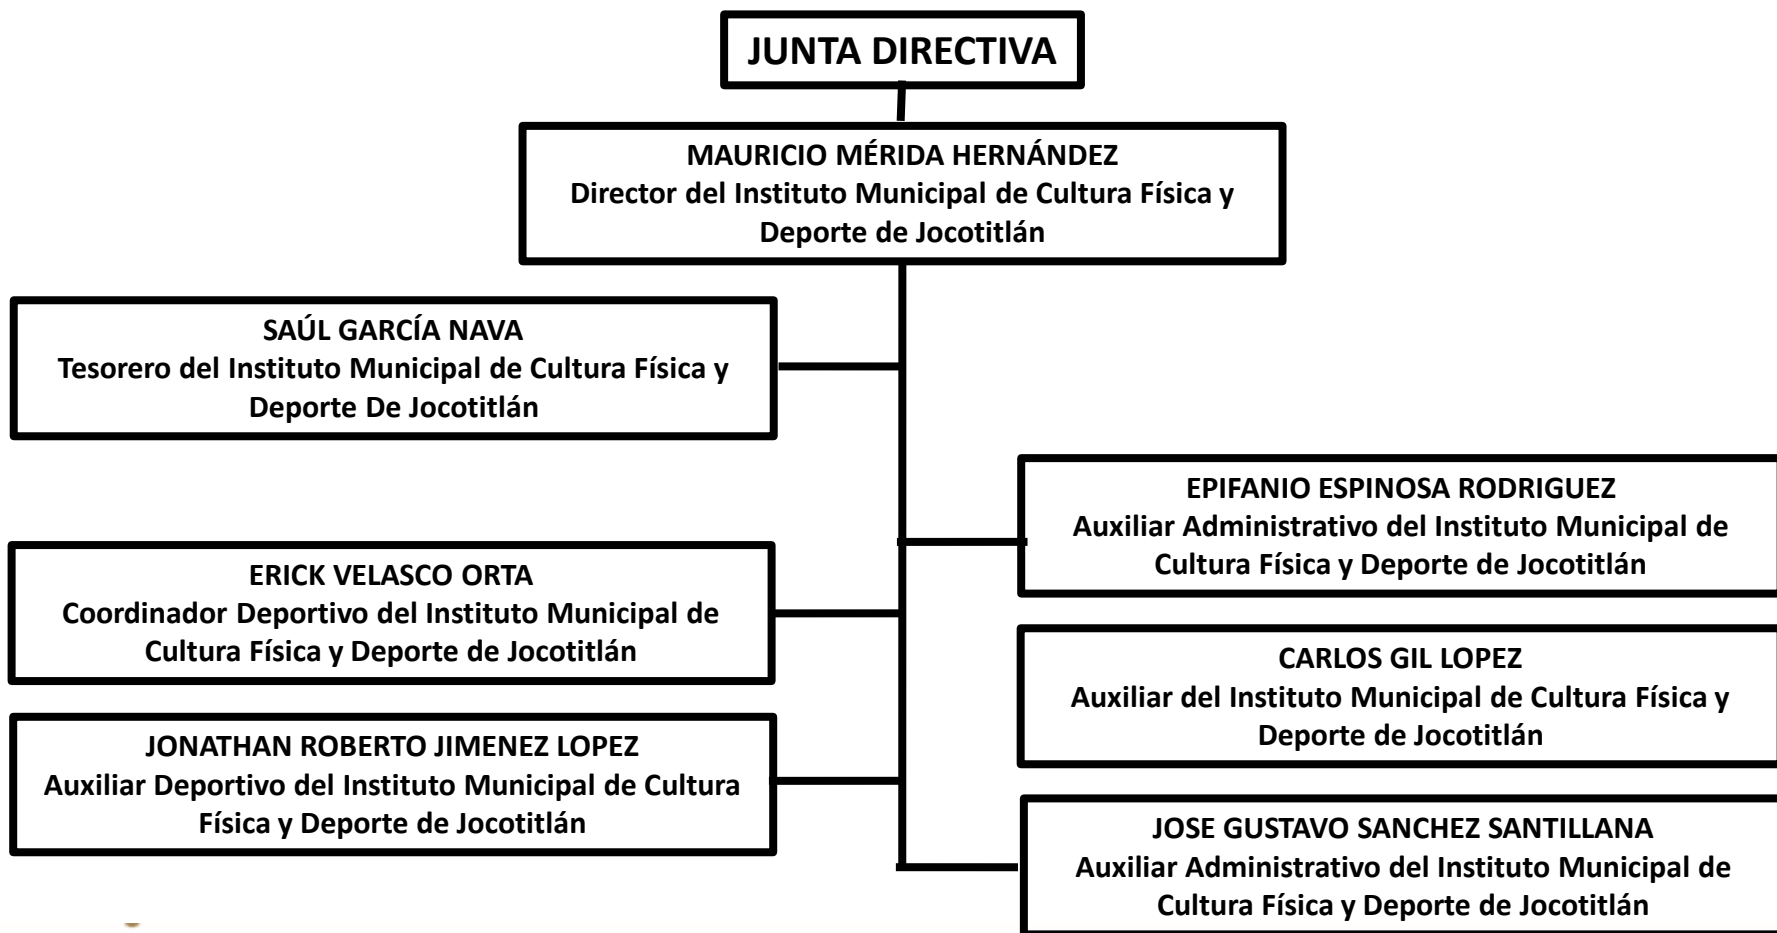 JUNTA DIRECTIVA
MAURICIO MÉRIDA HERNÁNDEZ
Director del Instituto Municipal de Cultura Física y
Deporte de Jocotitlán
SAÚL GARCÍA NAVA
Tesorero del Instituto Municipal de Cultura Física y
Deporte De Jocotitlán
EPIFANIO ESPINOSA RODRIGUEZ
Auxiliar Administrativo del Instituto Municipal de
Cultura Física y Deporte de Jocotitlán
ERICK VELASCO ORTA
Coordinador Deportivo del Instituto Municipal de
Cultura Física y Deporte de Jocotitlán
CARLOS GIL LOPEZ
Auxiliar del Instituto Municipal de Cultura Física y
Deporte de Jocotitlán
JONATHAN ROBERTO JIMENEZ LOPEZ
Auxiliar Deportivo del Instituto Municipal de Cultura
Física y Deporte de Jocotitlán
JOSE GUSTAVO SANCHEZ SANTILLANA
Auxiliar Administrativo del Instituto Municipal de
Cultura Física y Deporte de Jocotitlán